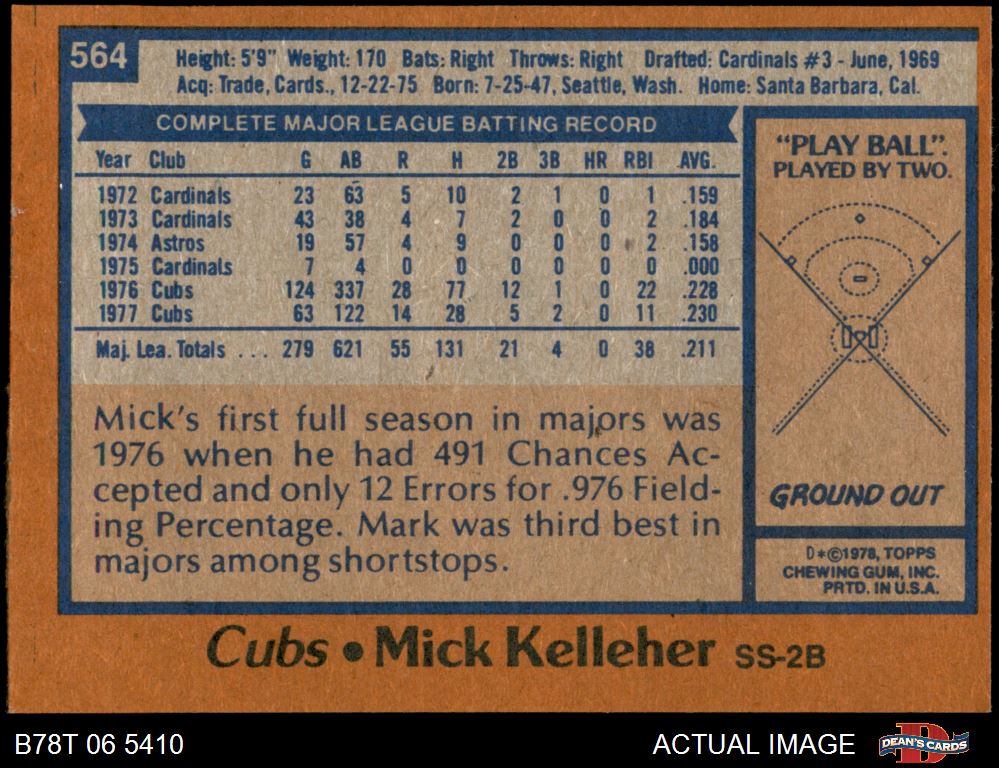 564
Height: 5'9" Weight: 170 Bats: Right Throws: Right Drafted: Cardinals #3 - June, 1969
Acq: Trade, Cards., 12-22-75 Born: 7-25-47, Seattle, Wash. Home: Santa Barbara, Cal.
COMPLETE MAJOR LEAGUE BATTING RECORD
Year Club G AB R H 2B 3B HR RBI AVG.
1972 Cardinals 23 63 5 10 2 1 0 1 .159
1973 Cardinals 43 38 4 7 2 0 0 2 .184
1974 Astros 19 57 4 9 0 0 0 2 .158
1975 Cardinals 7 4 0 0 0 0 0 0 .000
1976 Cubs 124 337 28 77 12 1 0 22 .228
1977 Cubs 63 122 14 28 5 2 0 11 .230
Maj. Lea. Totals . . . 279 621 55 131 21 4 0 38 .211
Mick's first full season in majors was
1976 when he had 491 Chances Ac-
cepted and only 12 Errors for .976 Field-
ing Percentage. Mark was third best in
majors among shortstops.
"PLAY BALL".
PLAYED BY TWO.
GROUND OUT
D*©1978, TOPPS
CHEWING GUM, INC.
PRTD. IN U.S.A.
Cubs • Mick Kelleher SS-2B
B78T 06 5410
ACTUAL IMAGE
D
DEAN'S CARDS